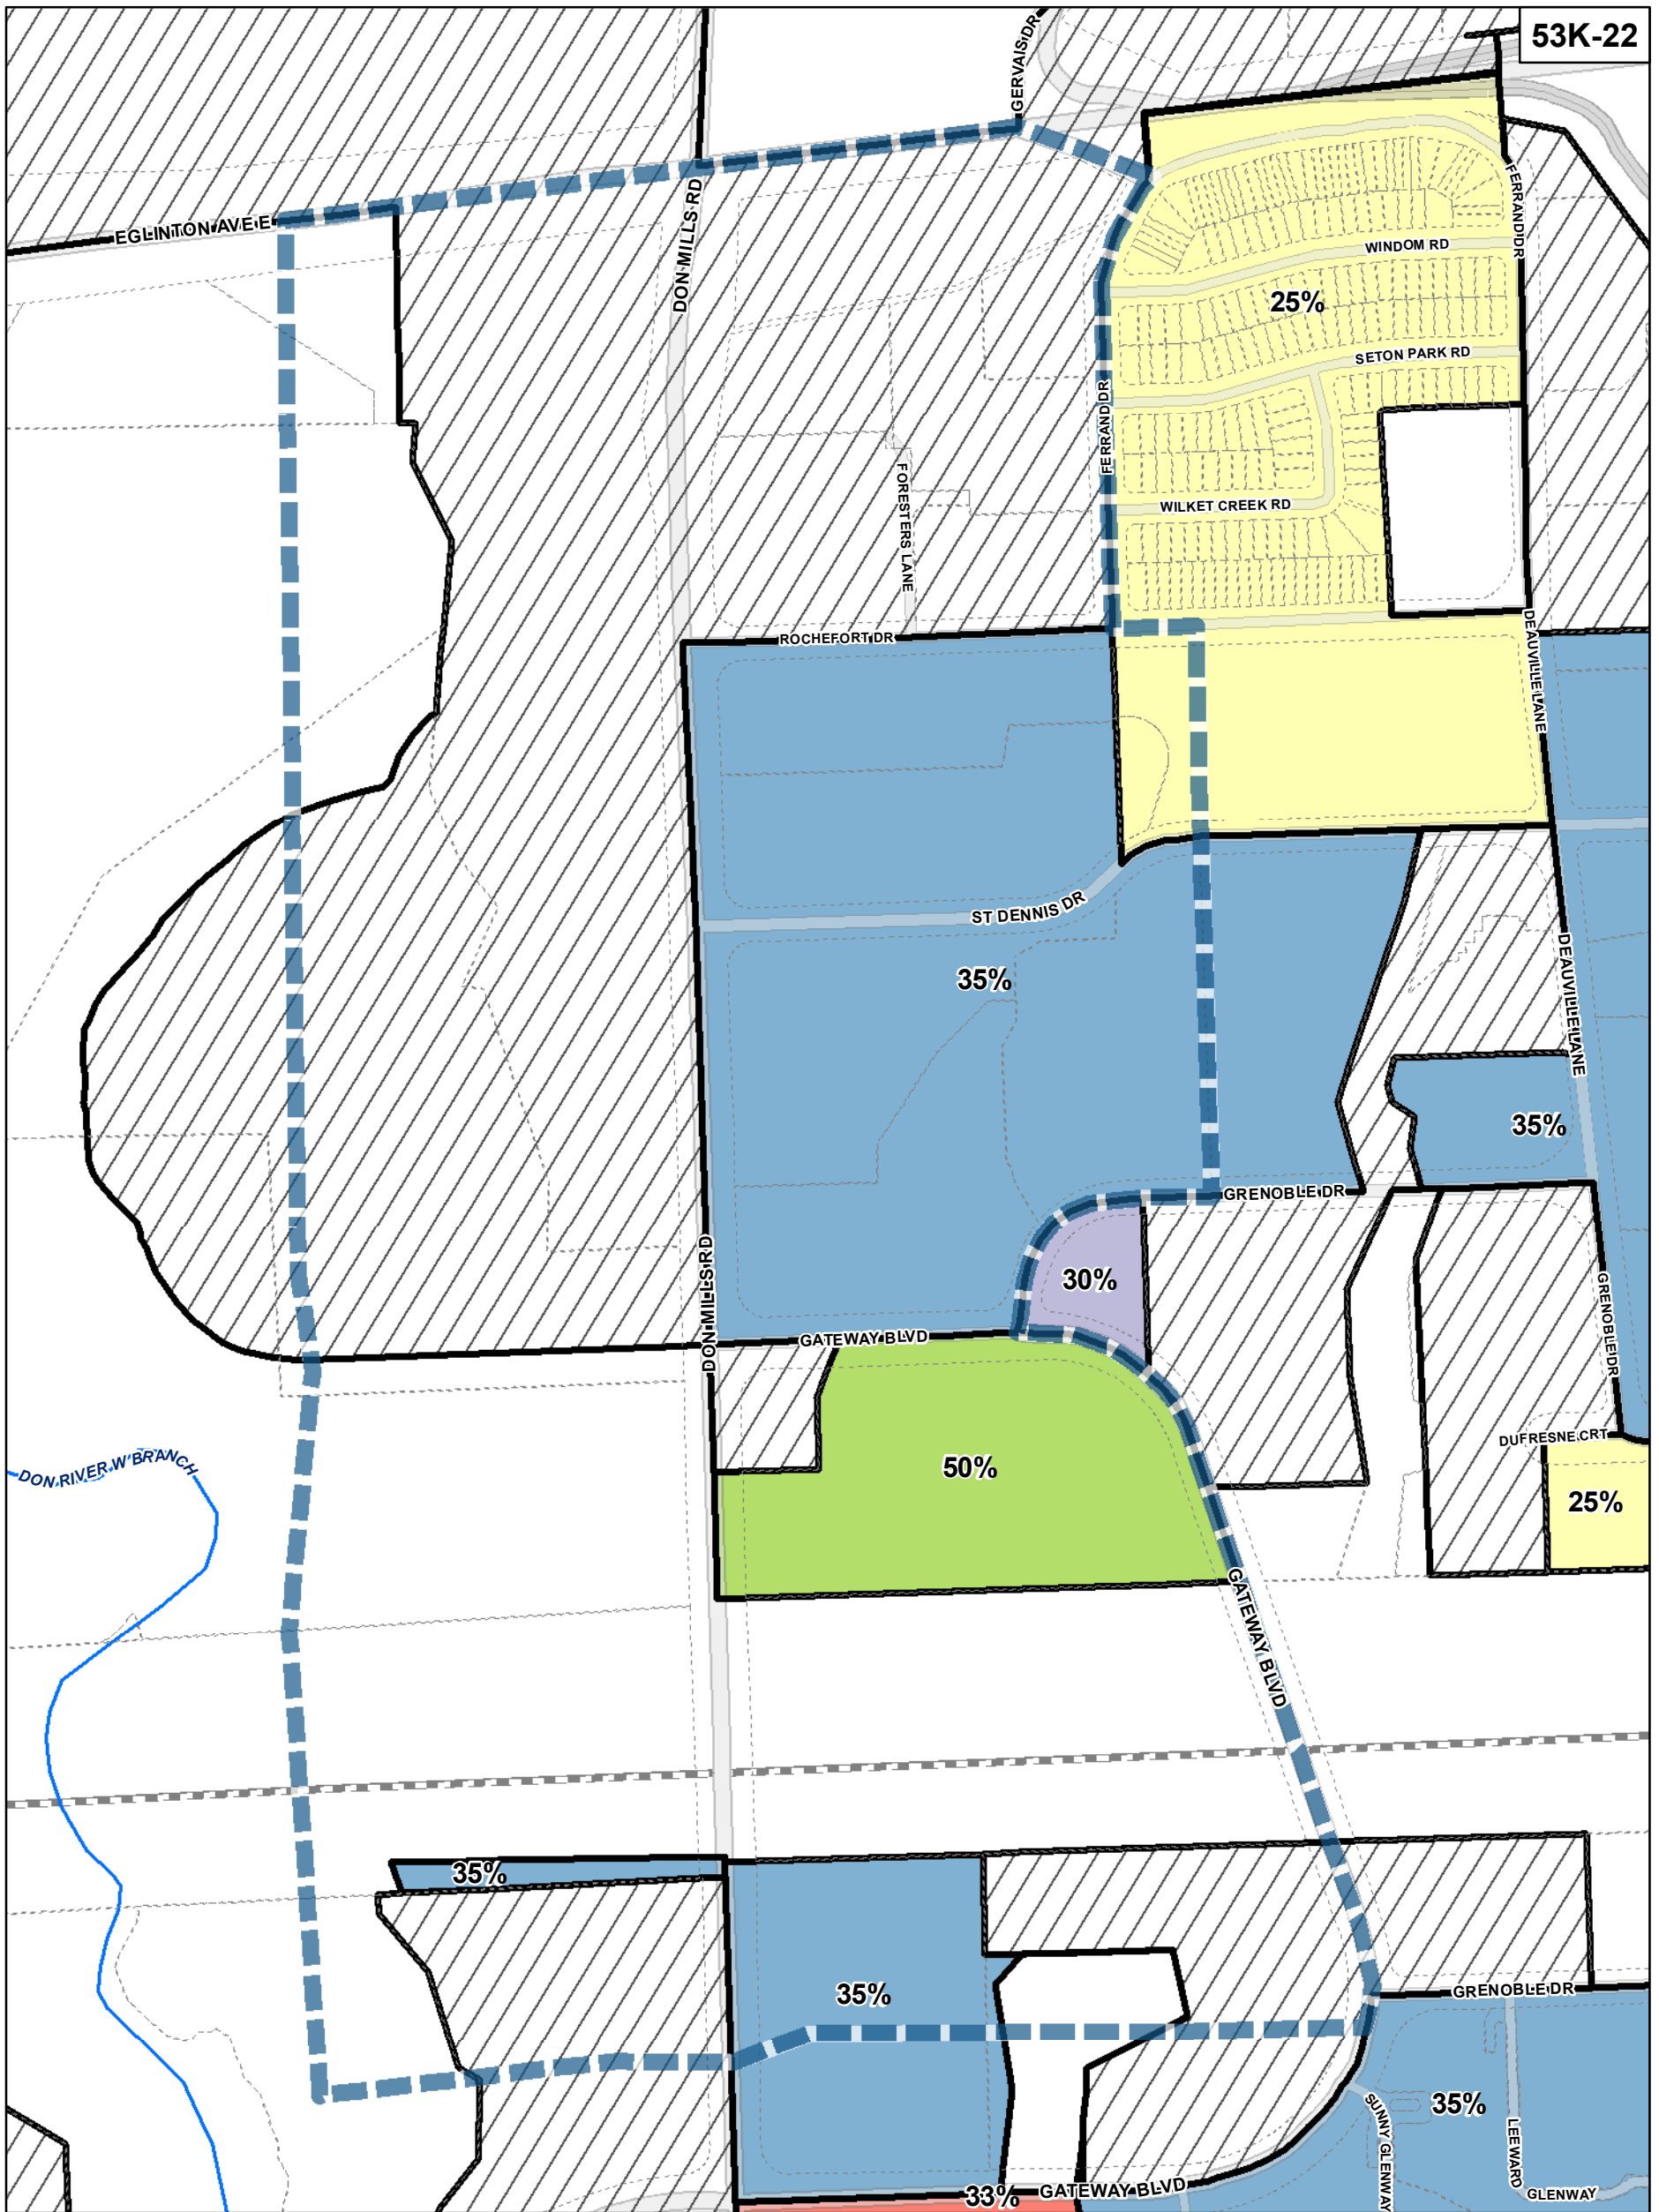 53K-22
GERVAIS DR
EGLINTON AVE E
DON MILLS RD
FERRAND DR
WINDOM RD
25%
SETON PARK RD
FERRAND DR
FORESTERS LANE
WILKET CREEK RD
ROCHEFORT DR
DEAUVILLE LANE
ST DENNIS DR
35%
DEAUVILLE LANE
35%
GRENOBLE DR
DON MILLS RD
30%
GRENOBLE DR
GATEWAY BLVD
DUFRESNE CRT
DON RIVER W BRANCH
50%
25%
GATEWAY BLVD
35%
35%
GRENOBLE DR
35%
SUNNY GLENWAY
LEEWARD
GLENWAY
GATEWAY BLVD
33%